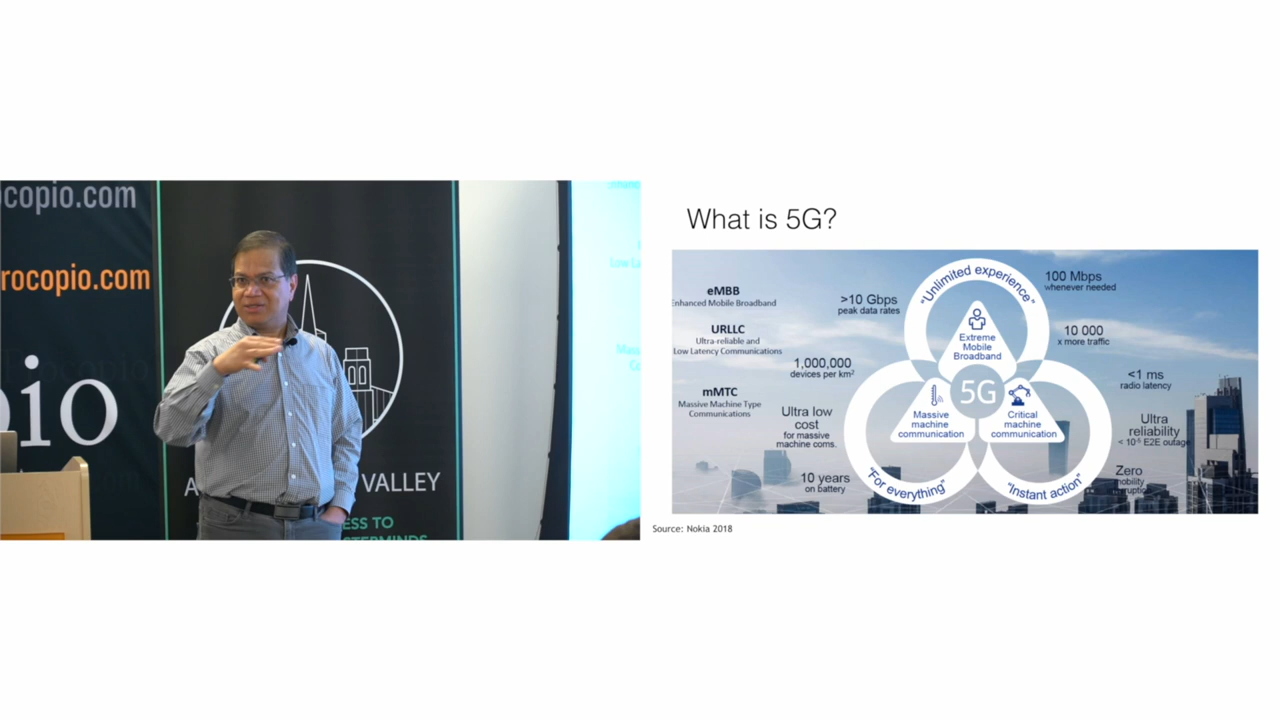 ocopio.com
rocopio.com
io
VALLEY
ESS TO
What is 5G?
eMBB
Enhanced Mobile Broadband
URLLC
Ultra-reliable and
Low Latency Communications
mMTC
Massive Machine Type
Communications
>10 Gbps
peak data rates
1,000,000
devices per km²
Ultra low
cost
for massive
machine coms.
10 years
on battery
"Unlimited experience"
Extreme
Mobile
Broadband
5G
Massive
machine
communication
Critical
machine
communication
"For everything"
"Instant action"
100 Mbps
whenever needed
10 000
x more traffic
<1 ms
radio latency
Ultra
reliability
< 10⁻⁵ E2E outage
Zero
mobility
Source: Nokia 2018